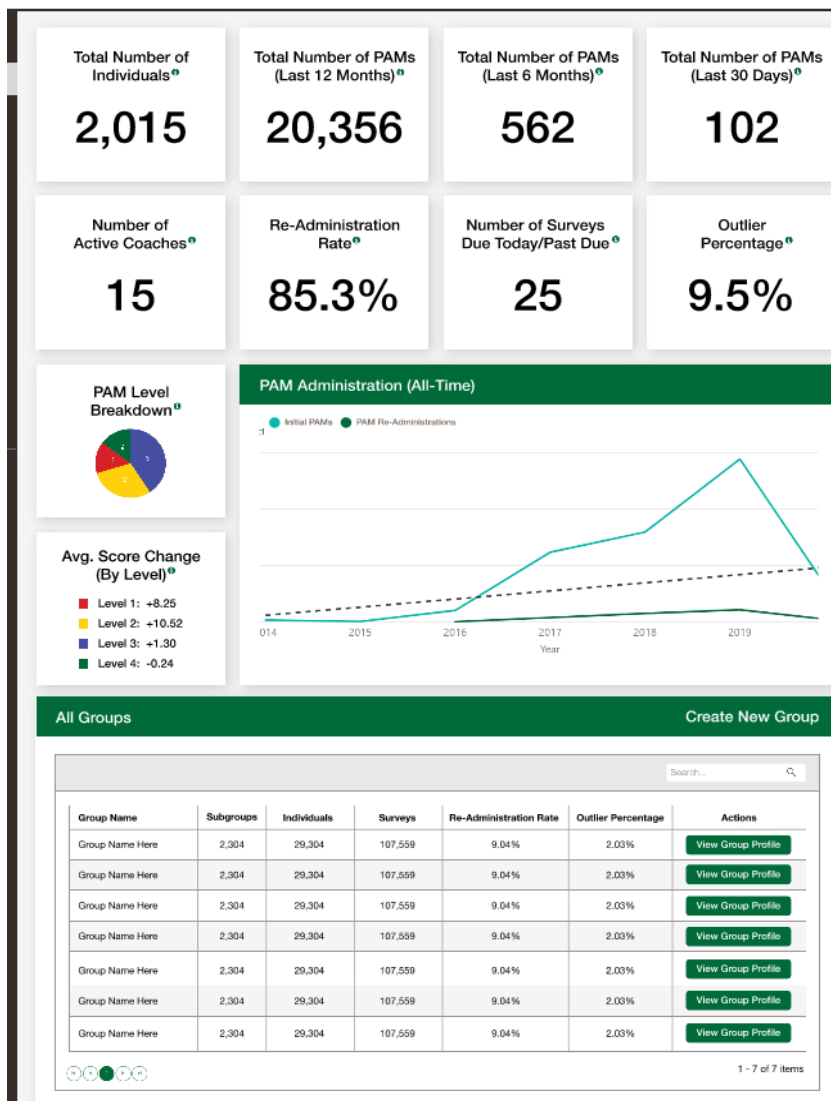 Total Number of
Individuals
2,015
Total Number of PAMs
(Last 12 Months)
20,356
Total Number of PAMs
(Last 6 Months)
562
Total Number of PAMs
(Last 30 Days)
102
Number of
Active Coaches
15
Re-Administration
Rate
85.3%
Number of Surveys
Due Today/Past Due
25
Outlier
Percentage
9.5%
PAM Level
Breakdown
4
3
1
2
Avg. Score Change
(By Level)
Level 1: +8.25
Level 2: +10.52
Level 3: +1.30
Level 4: -0.24
PAM Administration (All-Time)
Initial PAMs PAM Re-Administrations
014 2015 2016 2017 2018 2019
Year
All Groups Create New Group
Search...
Group Name Subgroups Individuals Surveys Re-Administration Rate Outlier Percentage Actions
Group Name Here 2,304 29,304 107,559 9.04% 2.03% View Group Profile
Group Name Here 2,304 29,304 107,559 9.04% 2.03% View Group Profile
Group Name Here 2,304 29,304 107,559 9.04% 2.03% View Group Profile
Group Name Here 2,304 29,304 107,559 9.04% 2.03% View Group Profile
Group Name Here 2,304 29,304 107,559 9.04% 2.03% View Group Profile
Group Name Here 2,304 29,304 107,559 9.04% 2.03% View Group Profile
Group Name Here 2,304 29,304 107,559 9.04% 2.03% View Group Profile
1 - 7 of 7 items